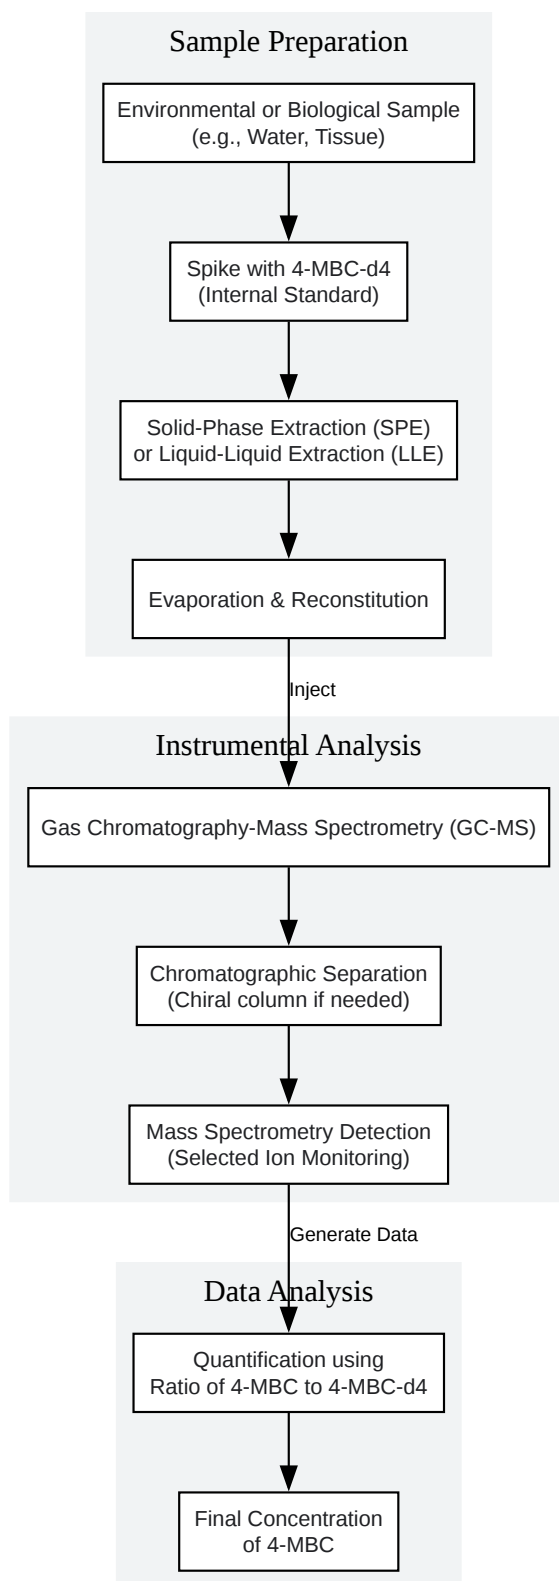 Sample Preparation
Environmental or Biological Sample
(e.g., Water, Tissue)
Spike with 4-MBC-d4
(Internal Standard)
Solid-Phase Extraction (SPE)
or Liquid-Liquid Extraction (LLE)
Evaporation & Reconstitution
Inject
Instrumental Analysis
Gas Chromatography-Mass Spectrometry (GC-MS)
Chromatographic Separation
(Chiral column if needed)
Mass Spectrometry Detection
(Selected Ion Monitoring)
Generate Data
Data Analysis
Quantification using
Ratio of 4-MBC to 4-MBC-d4
Final Concentration
of 4-MBC